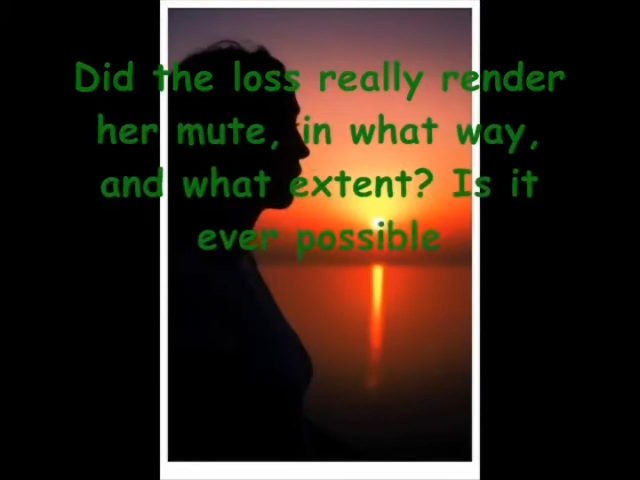 Did the loss really render
her mute, in what way,
and what extent? Is it
ever possible